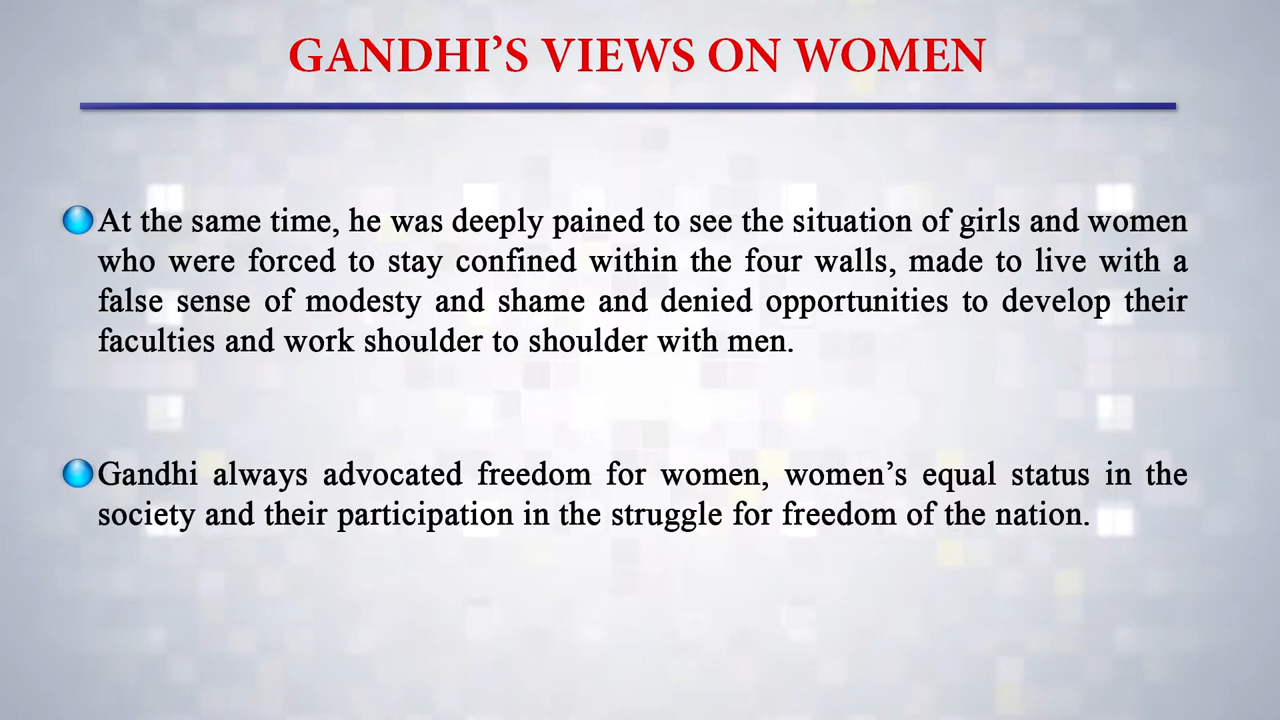 GANDHI’S VIEWS ON WOMEN
At the same time, he was deeply pained to see the situation of girls and women
who were forced to stay confined within the four walls, made to live with a
false sense of modesty and shame and denied opportunities to develop their
faculties and work shoulder to shoulder with men.
Gandhi always advocated freedom for women, women’s equal status in the
society and their participation in the struggle for freedom of the nation.